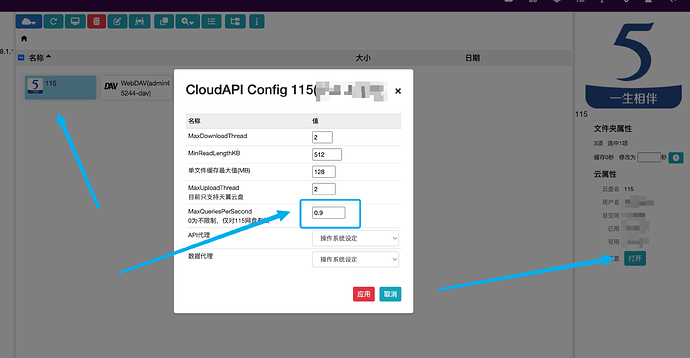 8.1.
名称
大小
日期
115
WebDAV(admin
5244-dav)
CloudAPI Config 115(
×
名称
值
MaxDownloadThread
2
MinReadLengthKB
512
单文件缓存最大值(MB)
128
MaxUploadThread
目前只支持天翼云盘
2
MaxQueriesPerSecond
0为不限制，仅对115网盘有效
0.9
API代理
操作系统设定
数据代理
操作系统设定
应用
取消
5
一生相伴
115
文件夹属性
3项 选中1项
缓存0秒 修改为
秒
云属性
云盘名 115
用户名
总空间
已用
可用
打开